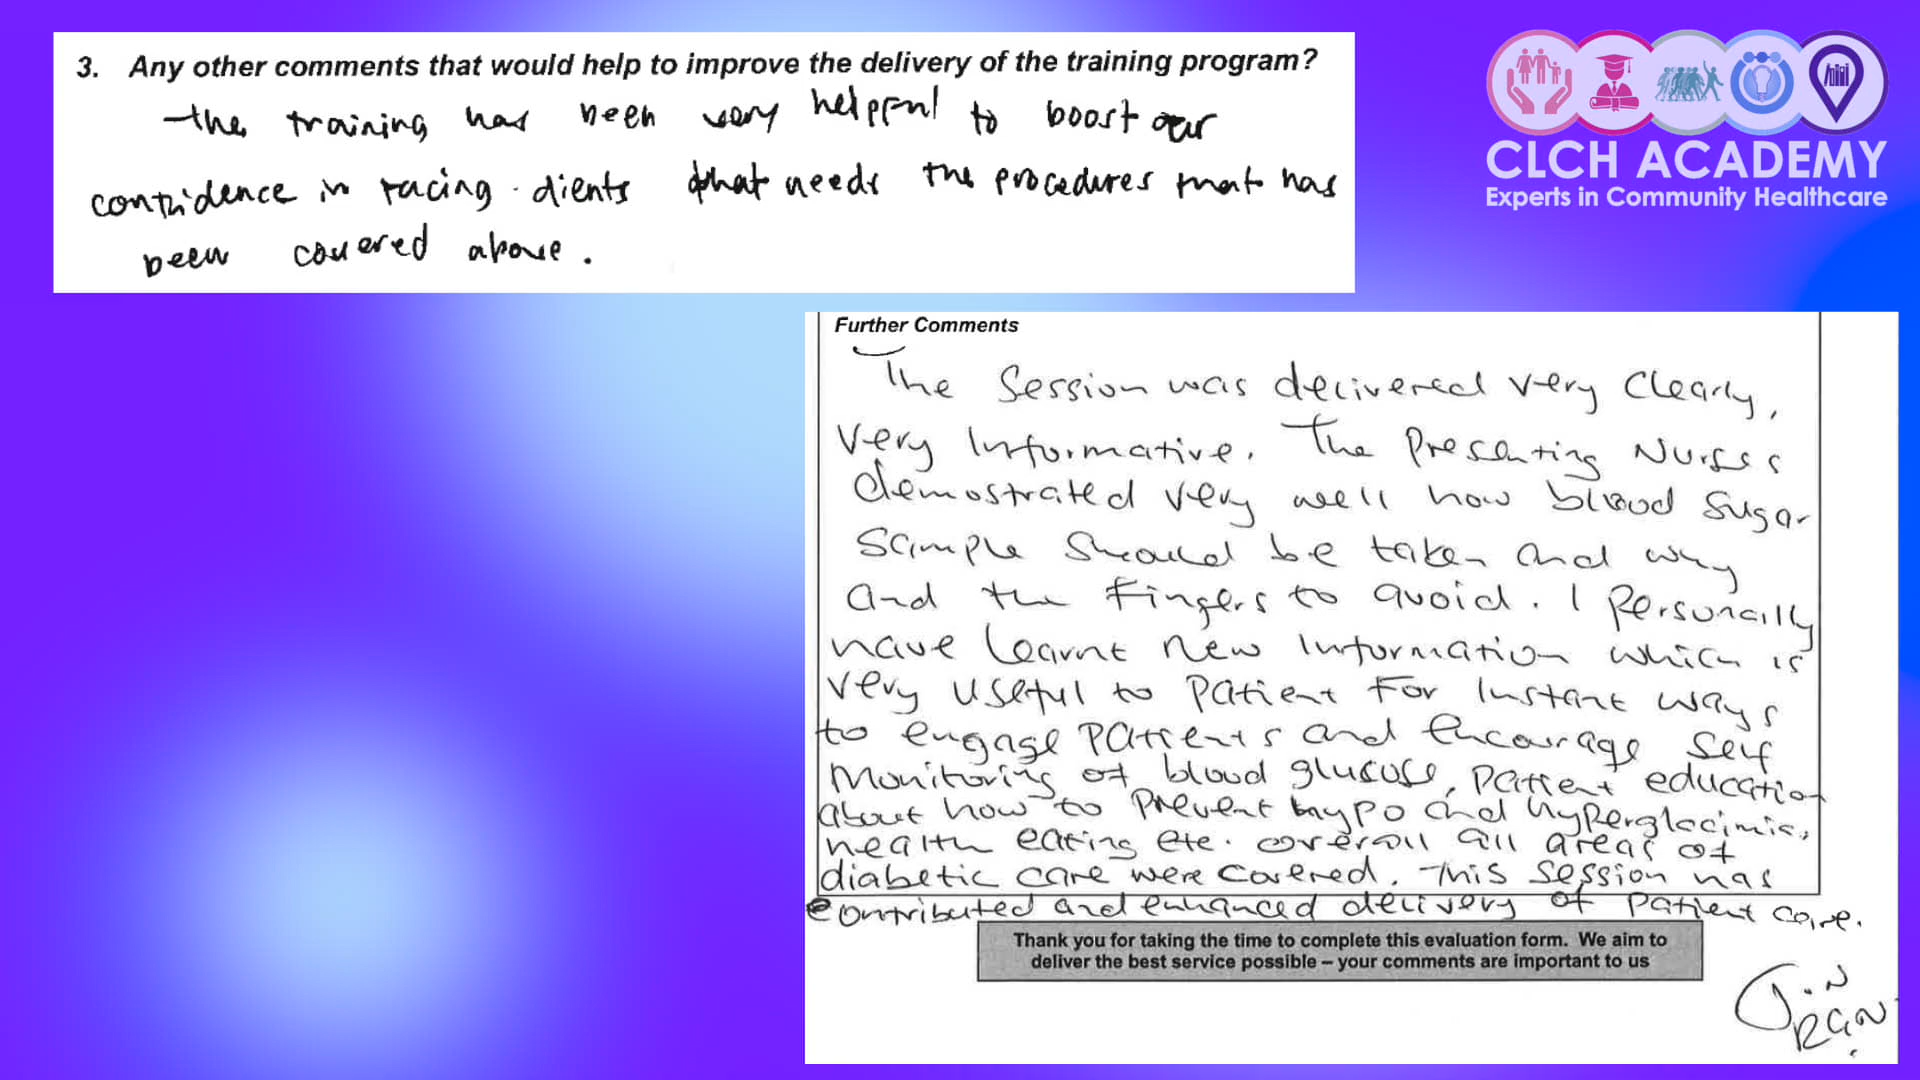 3. Any other comments that would help to improve the delivery of the training program?
the training has been very helpful to boost our
confidence in facing clients that needs the procedures that has
been covered above.
CLCH ACADEMY
Experts in Community Healthcare
Further Comments
The Session was delivered very Clearly,
very Informative. The Presenting Nurses
demostrated very well how blood Sugar
Sample Should be taken and why
and the Fingers to avoid. I Personally
have Learnt New Information which is
very useful to Patient For Instant ways
to engage Patients and Encourage Self
Monitoring of blood glucose, patient education
about how to Prevent hypo and hyperglacimia,
health eating ete. overall all areas of
diabetic care were covered. This Session has
contributed and enhanced delivery of Patient care.
Thank you for taking the time to complete this evaluation form. We aim to
deliver the best service possible – your comments are important to us
J.N
RGN